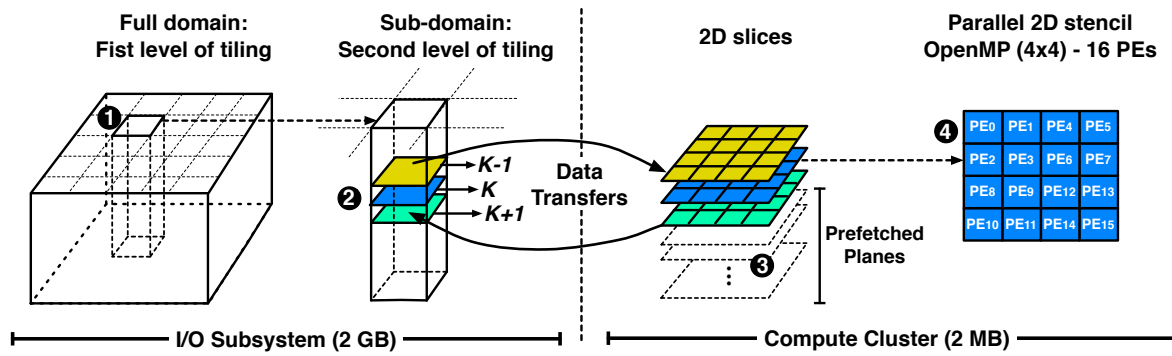 Full domain:
Fist level of tiling
Sub-domain:
Second level of tiling
2D slices
Parallel 2D stencil
OpenMP (4x4) - 16 PEs
1
2
K-1
K
K+1
Data
Transfers
3
Prefetched
Planes
4
PE0 PE1 PE4 PE5
PE2 PE3 PE6 PE7
PE8 PE9 PE12 PE13
PE10 PE11 PE14 PE15
I/O Subsystem (2 GB)
Compute Cluster (2 MB)